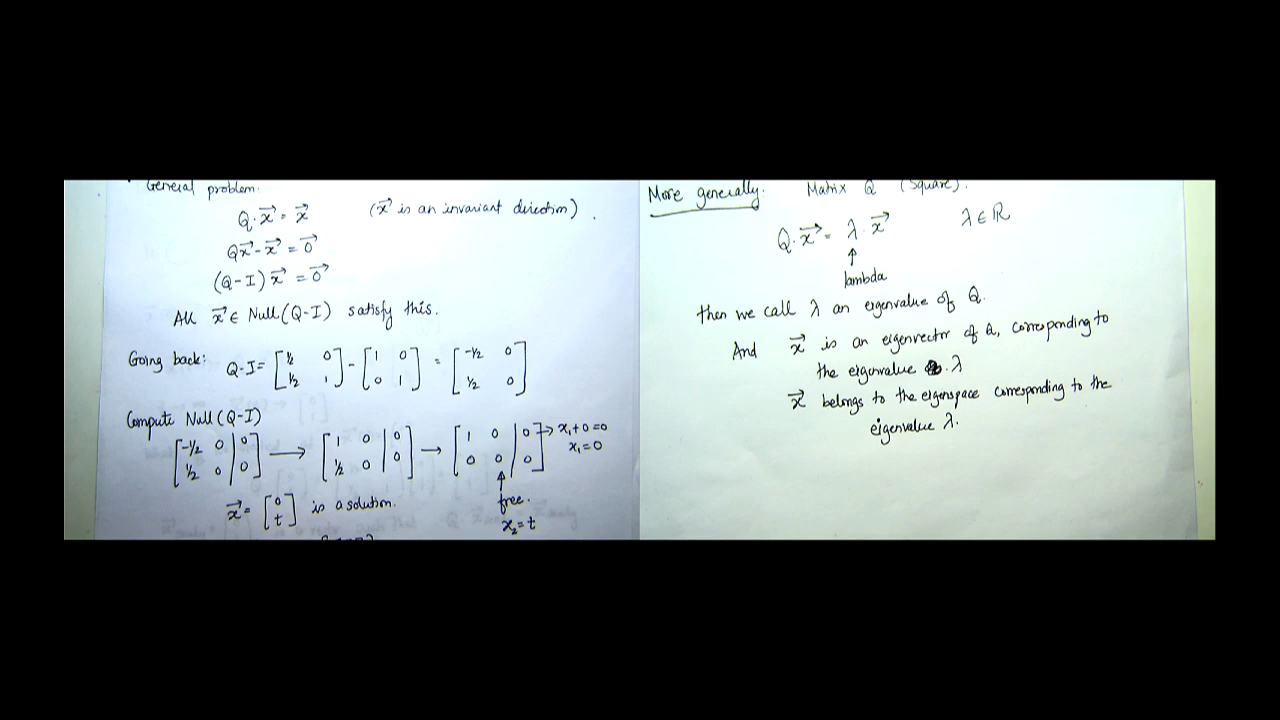 General problem.
Q·x⃗ = x⃗ (x⃗ is an invariant direction).
Qx⃗ - x⃗ = 0⃗
(Q-I)x⃗ = 0⃗
All x⃗ ∈ Null(Q-I) satisfy this.
Going back: Q-I = [1/2 0; 1/2 1] - [1 0; 0 1] = [-1/2 0; 1/2 0]
Compute Null(Q-I)
[-1/2 0 | 0; 1/2 0 | 0] → [1 0 | 0; 1/2 0 | 0] → [1 0 | 0; 0 0 | 0] → x₁+0=0
x₁=0
↑
free.
x₂=t
x⃗ = [0; t] is a solution.
More generally. Matrix Q (Square).
Q·x⃗ = λ·x⃗ λ∈ℝ
↑
lambda
then we call λ an eigenvalue of Q.
And x⃗ is an eigenvector of Q, corresponding to
the eigenvalue λ
x⃗ belongs to the eigenspace corresponding to the
eigenvalue λ.